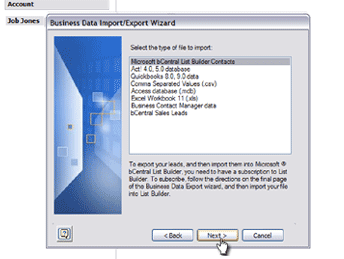 Account
Job Jones
Business Data Import/Export Wizard
Select the type of file to import:
Microsoft bCentral List Builder Contacts
Act! 4.0, 5.0 database
Quickbooks 8.0, 9.0 data
Comma Separated Values (.csv)
Access database (.mdb)
Excel Workbook 11 (.xls)
Business Contact Manager data
bCentral Sales Leads
To export your leads, and then import them into Microsoft ®
bCentral List Builder, you need to have a subscription to List
Builder. To subscribe, follow the directions on the final page
of the Business Data Export wizard, and then import your file
into List Builder.
< Back
Next >
Cancel